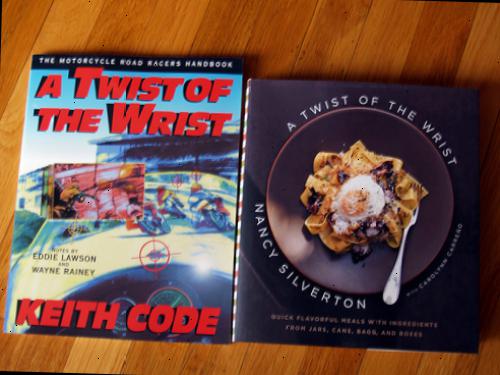 THE MOTORCYCLE ROAD RACERS HANDBOOK
A TWIST OF
THE WRIST
NOTES BY
EDDIE LAWSON
AND
WAYNE RAINEY
KEITH CODE
A TWIST OF THE WRIST
NANCY SILVERTON
WITH CAROLYNN CARREÑO
QUICK FLAVORFUL MEALS WITH INGREDIENTS
FROM JARS, CANS, BAGS, AND BOXES